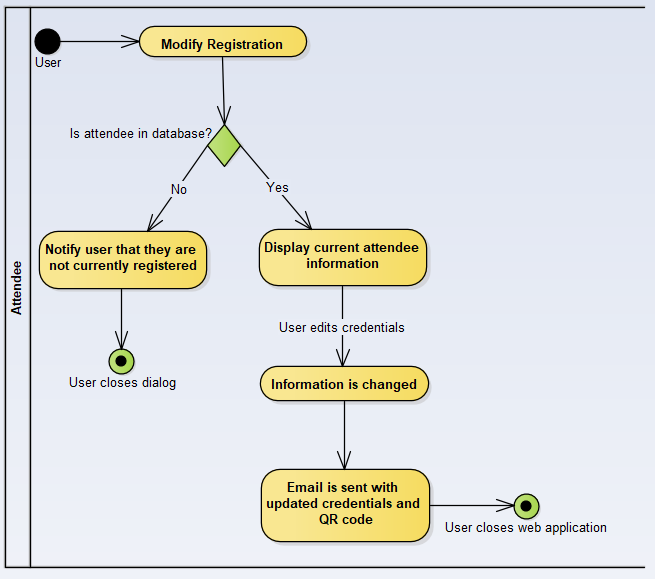 Attendee
User
Modify Registration
Is attendee in database?
No
Yes
Notify user that they are
not currently registered
Display current attendee
information
User closes dialog
User edits credentials
Information is changed
Email is sent with
updated credentials and
QR code
User closes web application